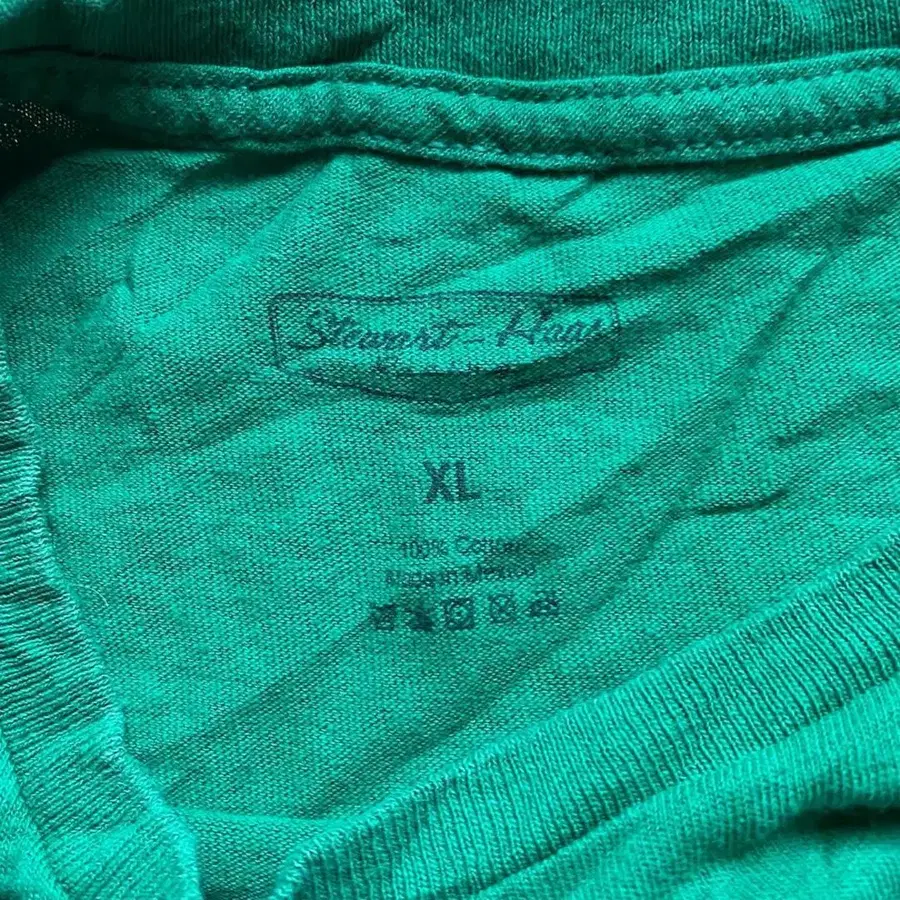 Stewart-Haas
XL
100% Cotton
Made in Mexico